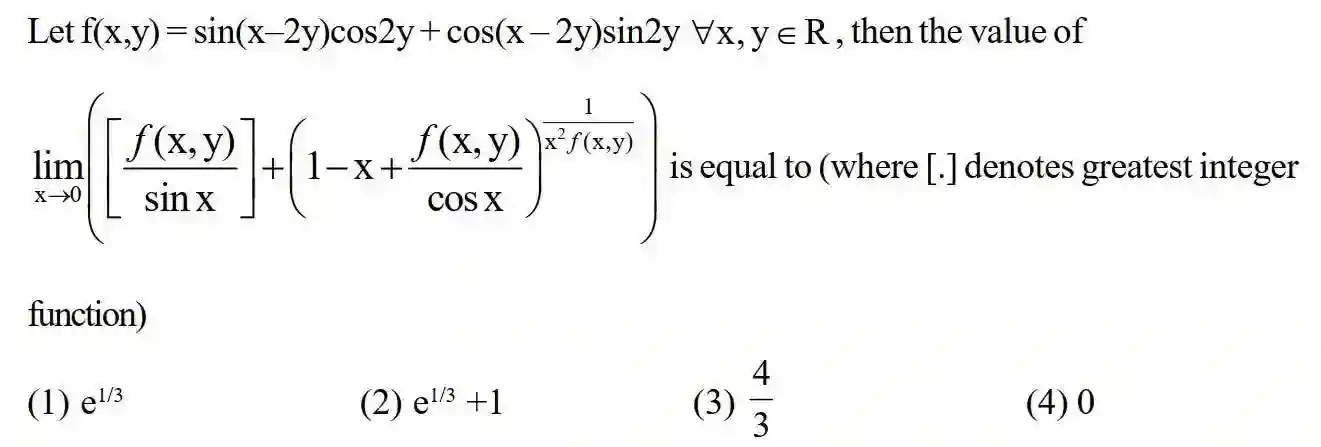 Let f(x,y) = sin(x–2y)cos2y + cos(x – 2y)sin2y ∀x, y ∈ R, then the value of
lim x→0 ([f(x,y)/sin x] + (1 – x + f(x,y)/cos x)^(1/(x²f(x,y)))) is equal to (where [.] denotes greatest integer
function)
(1) e^1/3 (2) e^1/3 +1 (3) 4/3 (4) 0